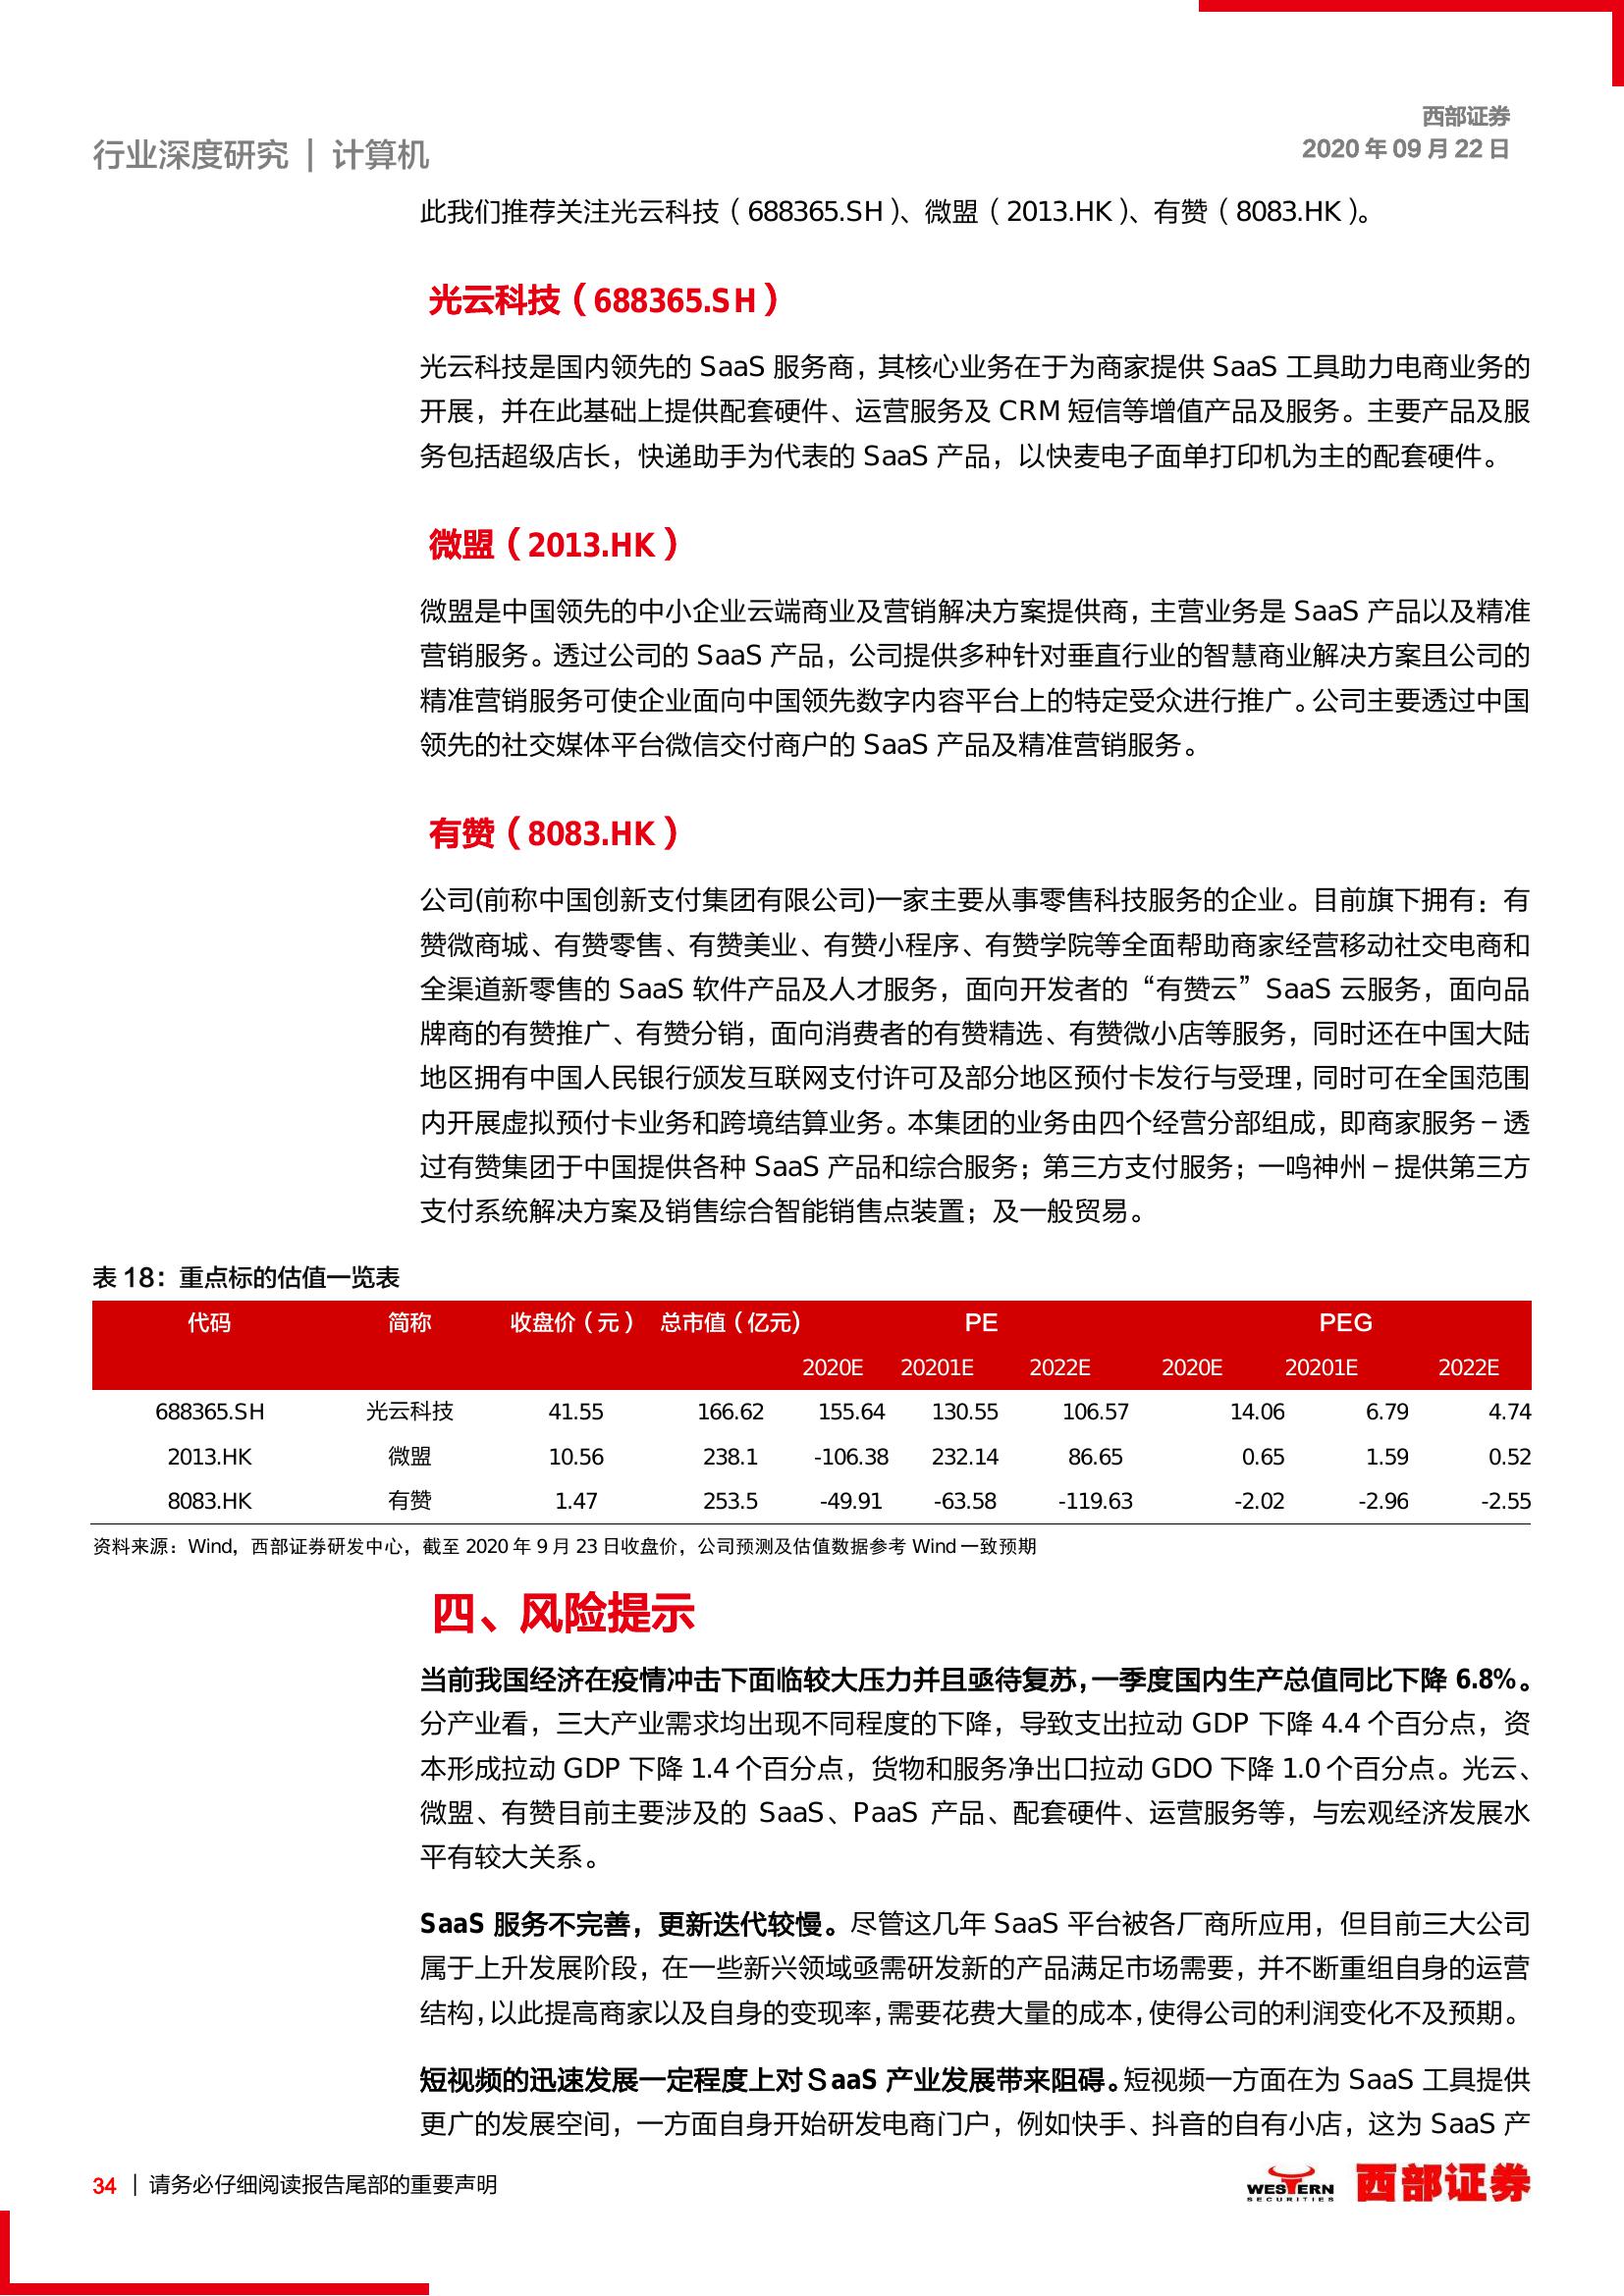 西部证券
行业深度研究 | 计算机
2020 年 09 月 22 日
此我们推荐关注光云科技（688365.SH）、微盟（2013.HK）、有赞（8083.HK）。
光云科技（688365.SH）
光云科技是国内领先的 SaaS 服务商，其核心业务在于为商家提供 SaaS 工具助力电商业务的
开展，并在此基础上提供配套硬件、运营服务及 CRM 短信等增值产品及服务。主要产品及服
务包括超级店长，快递助手为代表的 SaaS 产品，以快麦电子面单打印机为主的配套硬件。
微盟（2013.HK）
微盟是中国领先的中小企业云端商业及营销解决方案提供商，主营业务是 SaaS 产品以及精准
营销服务。透过公司的 SaaS 产品，公司提供多种针对垂直行业的智慧商业解决方案且公司的
精准营销服务可使企业面向中国领先数字内容平台上的特定受众进行推广。公司主要透过中国
领先的社交媒体平台微信交付商户的 SaaS 产品及精准营销服务。
有赞（8083.HK）
公司(前称中国创新支付集团有限公司)一家主要从事零售科技服务的企业。目前旗下拥有：有
赞微商城、有赞零售、有赞美业、有赞小程序、有赞学院等全面帮助商家经营移动社交电商和
全渠道新零售的 SaaS 软件产品及人才服务，面向开发者的“有赞云”SaaS 云服务，面向品
牌商的有赞推广、有赞分销，面向消费者的有赞精选、有赞微小店等服务，同时还在中国大陆
地区拥有中国人民银行颁发互联网支付许可及部分地区预付卡发行与受理，同时可在全国范围
内开展虚拟预付卡业务和跨境结算业务。本集团的业务由四个经营分部组成，即商家服务－透
过有赞集团于中国提供各种 SaaS 产品和综合服务；第三方支付服务；一鸣神州－提供第三方
支付系统解决方案及销售综合智能销售点装置；及一般贸易。
表 18：重点标的估值一览表
代码 简称 收盘价（元） 总市值（亿元) PE PEG
2020E 20201E 2022E 2020E 20201E 2022E
688365.SH 光云科技 41.55 166.62 155.64 130.55 106.57 14.06 6.79 4.74
2013.HK 微盟 10.56 238.1 -106.38 232.14 86.65 0.65 1.59 0.52
8083.HK 有赞 1.47 253.5 -49.91 -63.58 -119.63 -2.02 -2.96 -2.55
资料来源：Wind，西部证券研发中心，截至 2020 年 9 月 23 日收盘价，公司预测及估值数据参考 Wind 一致预期
四、风险提示
当前我国经济在疫情冲击下面临较大压力并且亟待复苏，一季度国内生产总值同比下降 6.8%。
分产业看，三大产业需求均出现不同程度的下降，导致支出拉动 GDP 下降 4.4 个百分点，资
本形成拉动 GDP 下降 1.4 个百分点，货物和服务净出口拉动 GDO 下降 1.0 个百分点。光云、
微盟、有赞目前主要涉及的 SaaS、PaaS 产品、配套硬件、运营服务等，与宏观经济发展水
平有较大关系。
SaaS 服务不完善，更新迭代较慢。尽管这几年 SaaS 平台被各厂商所应用，但目前三大公司
属于上升发展阶段，在一些新兴领域亟需研发新的产品满足市场需要，并不断重组自身的运营
结构，以此提高商家以及自身的变现率，需要花费大量的成本，使得公司的利润变化不及预期。
短视频的迅速发展一定程度上对ＳaaS 产业发展带来阻碍。短视频一方面在为 SaaS 工具提供
更广的发展空间，一方面自身开始研发电商门户，例如快手、抖音的自有小店，这为 SaaS 产
34 | 请务必仔细阅读报告尾部的重要声明
WESTERN
SECURITIES
西部证券